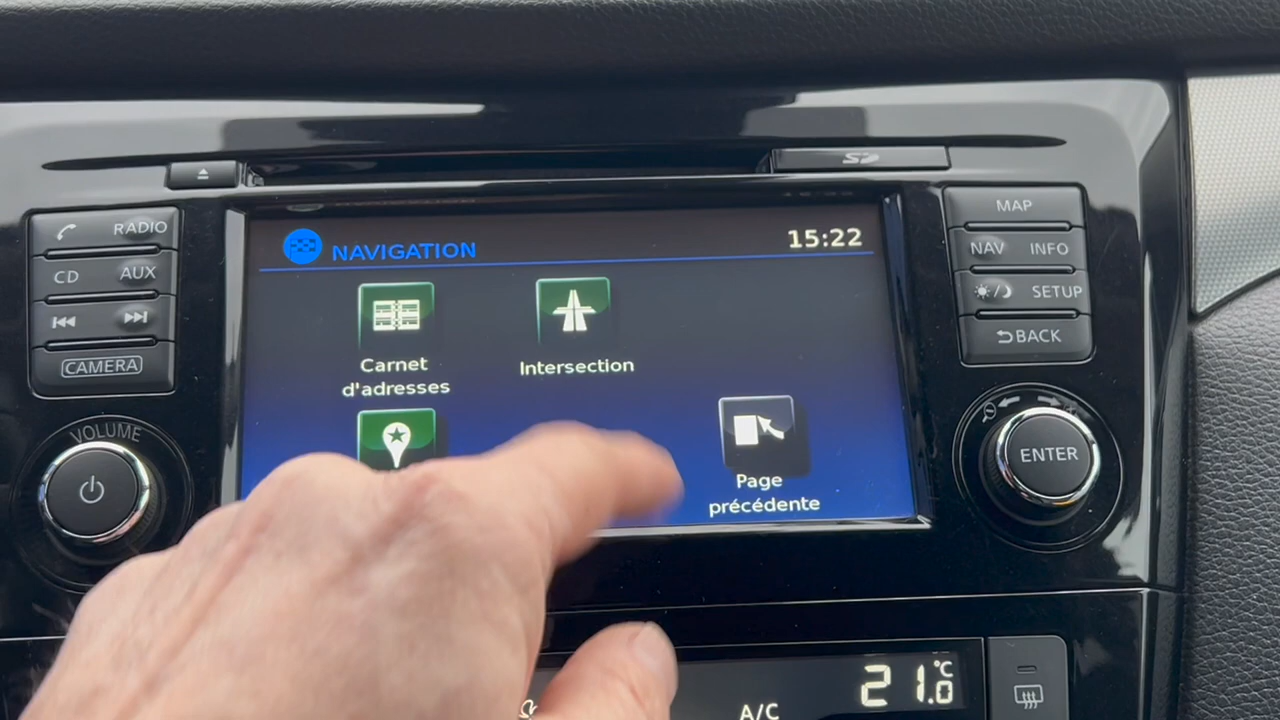 SD
RADIO
CD AUX
CAMERA
VOLUME
NAVIGATION
15:22
Carnet
d'adresses
Intersection
Page
précédente
MAP
NAV INFO
SETUP
BACK
ENTER
A/C
21.0 °C